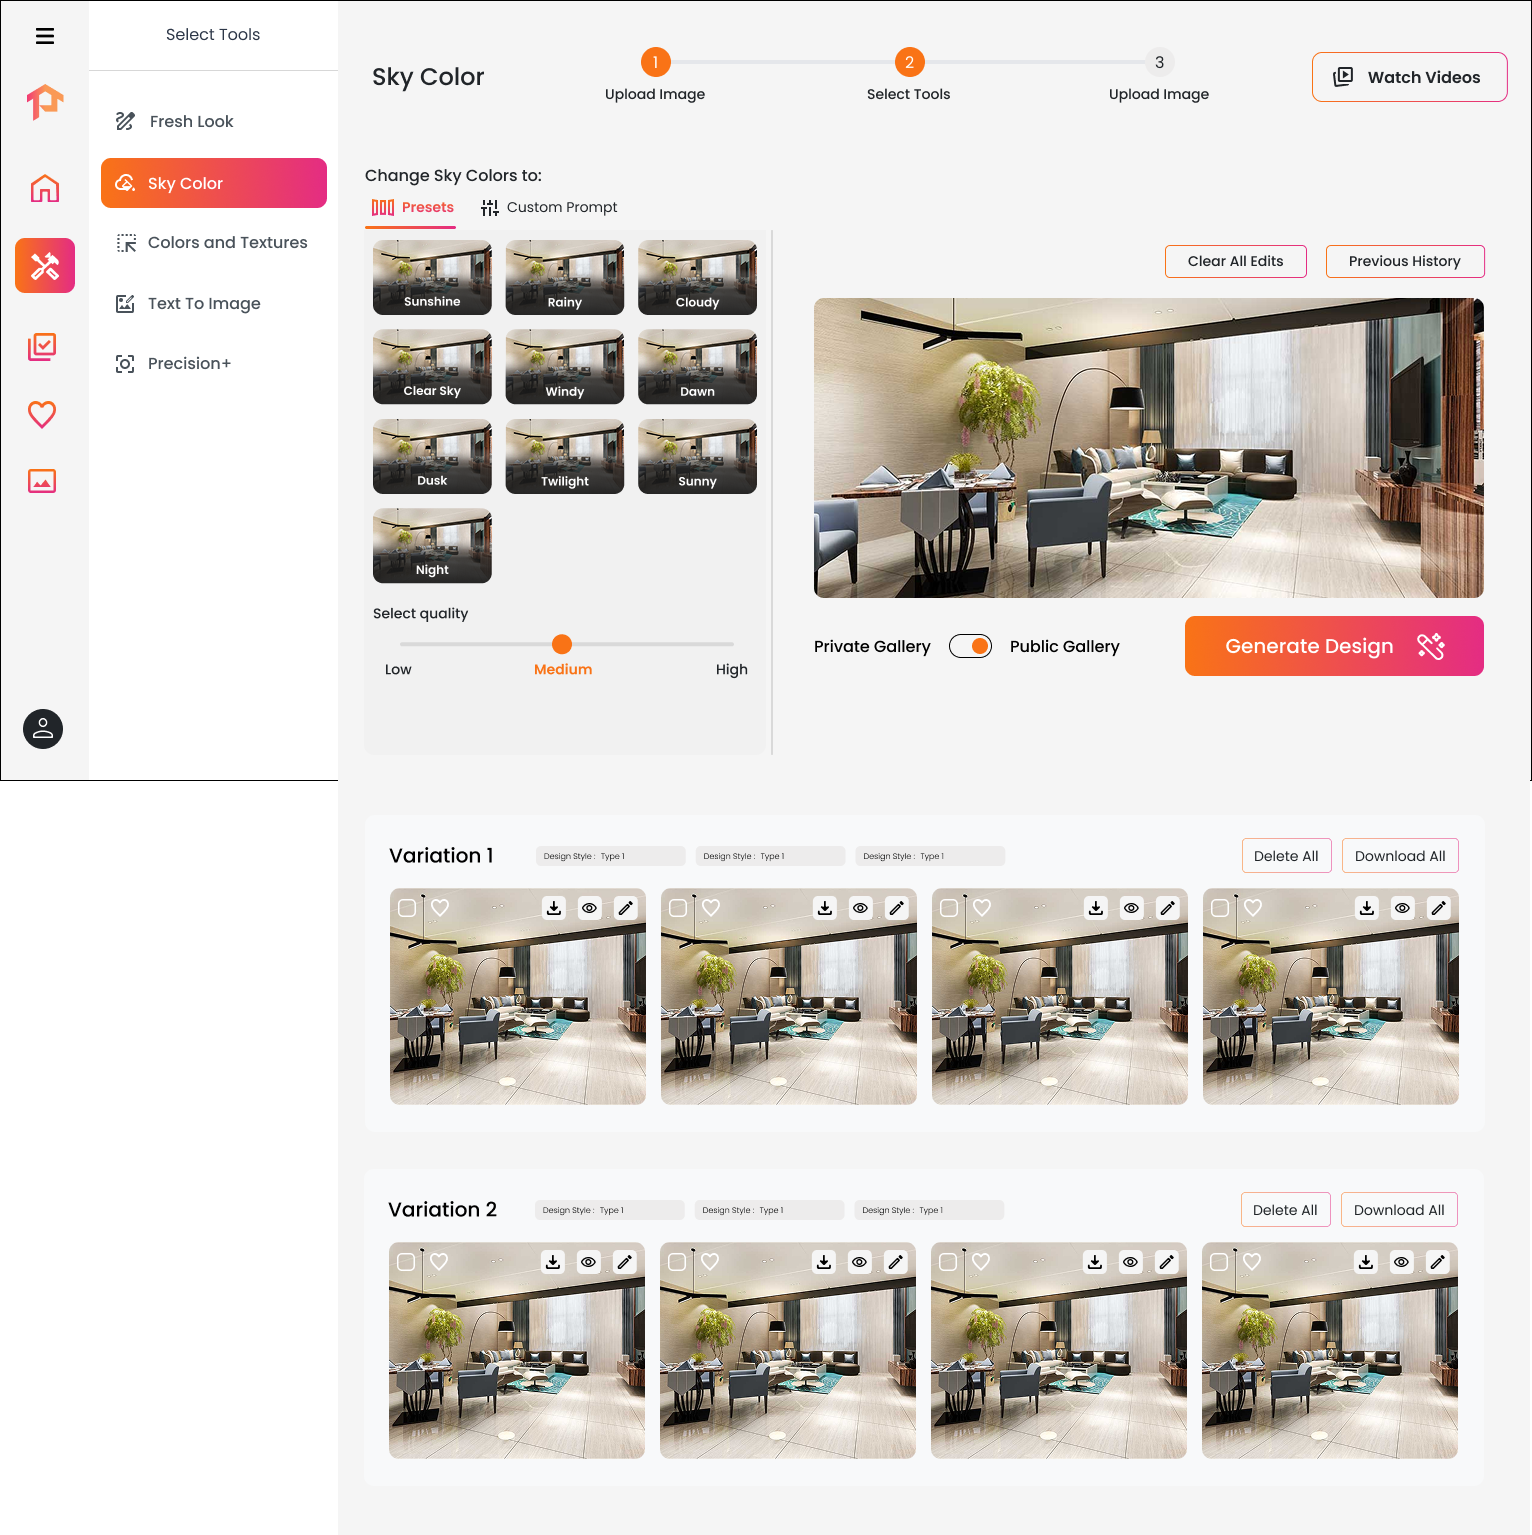 Select Tools
Fresh Look
Sky Color
Colors and Textures
Text To Image
Precision+
Sky Color
1
Upload Image
2
Select Tools
3
Upload Image
Watch Videos
Change Sky Colors to:
Presets
Custom Prompt
Sunshine
Rainy
Cloudy
Clear Sky
Windy
Dawn
Dusk
Twilight
Sunny
Night
Select quality
Low
Medium
High
Clear All Edits
Previous History
Private Gallery
Public Gallery
Generate Design
Variation 1
Design Style : Type 1
Design Style : Type 1
Design Style : Type 1
Delete All
Download All
Variation 2
Design Style : Type 1
Design Style : Type 1
Design Style : Type 1
Delete All
Download All